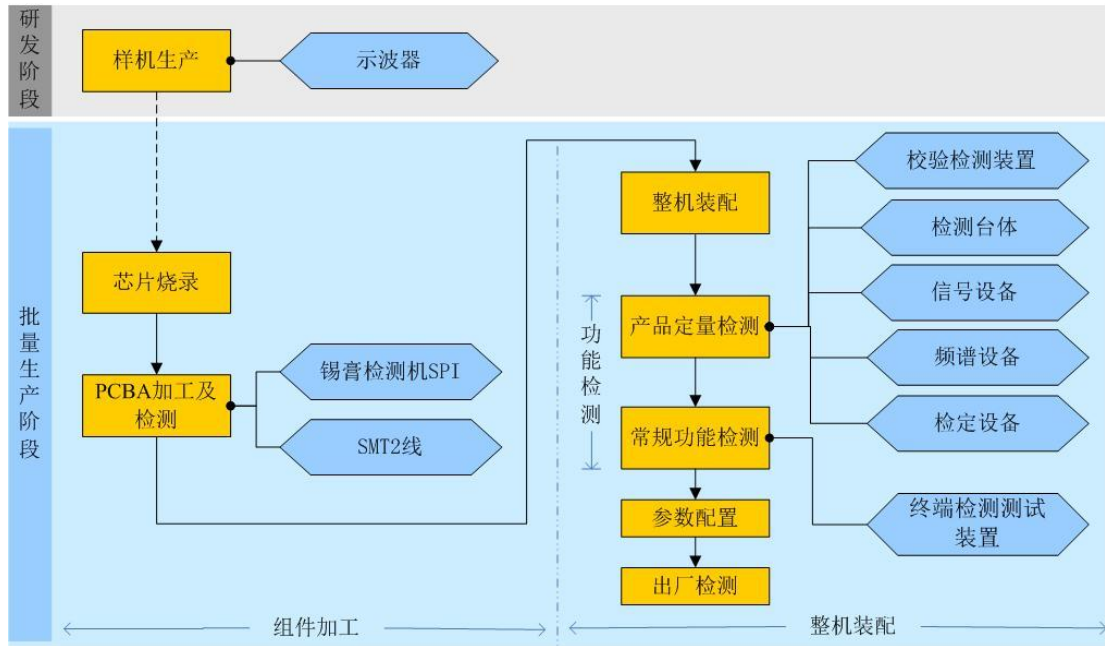 研发阶段
样机生产
示波器
批量生产阶段
芯片烧录
PCBA加工及
检测
锡膏检测机SPI
SMT2线
组件加工
整机装配
功能检测
产品定量检测
常规功能检测
参数配置
出厂检测
校验检测装置
检测台体
信号设备
频谱设备
检定设备
终端检测测试
装置
整机装配